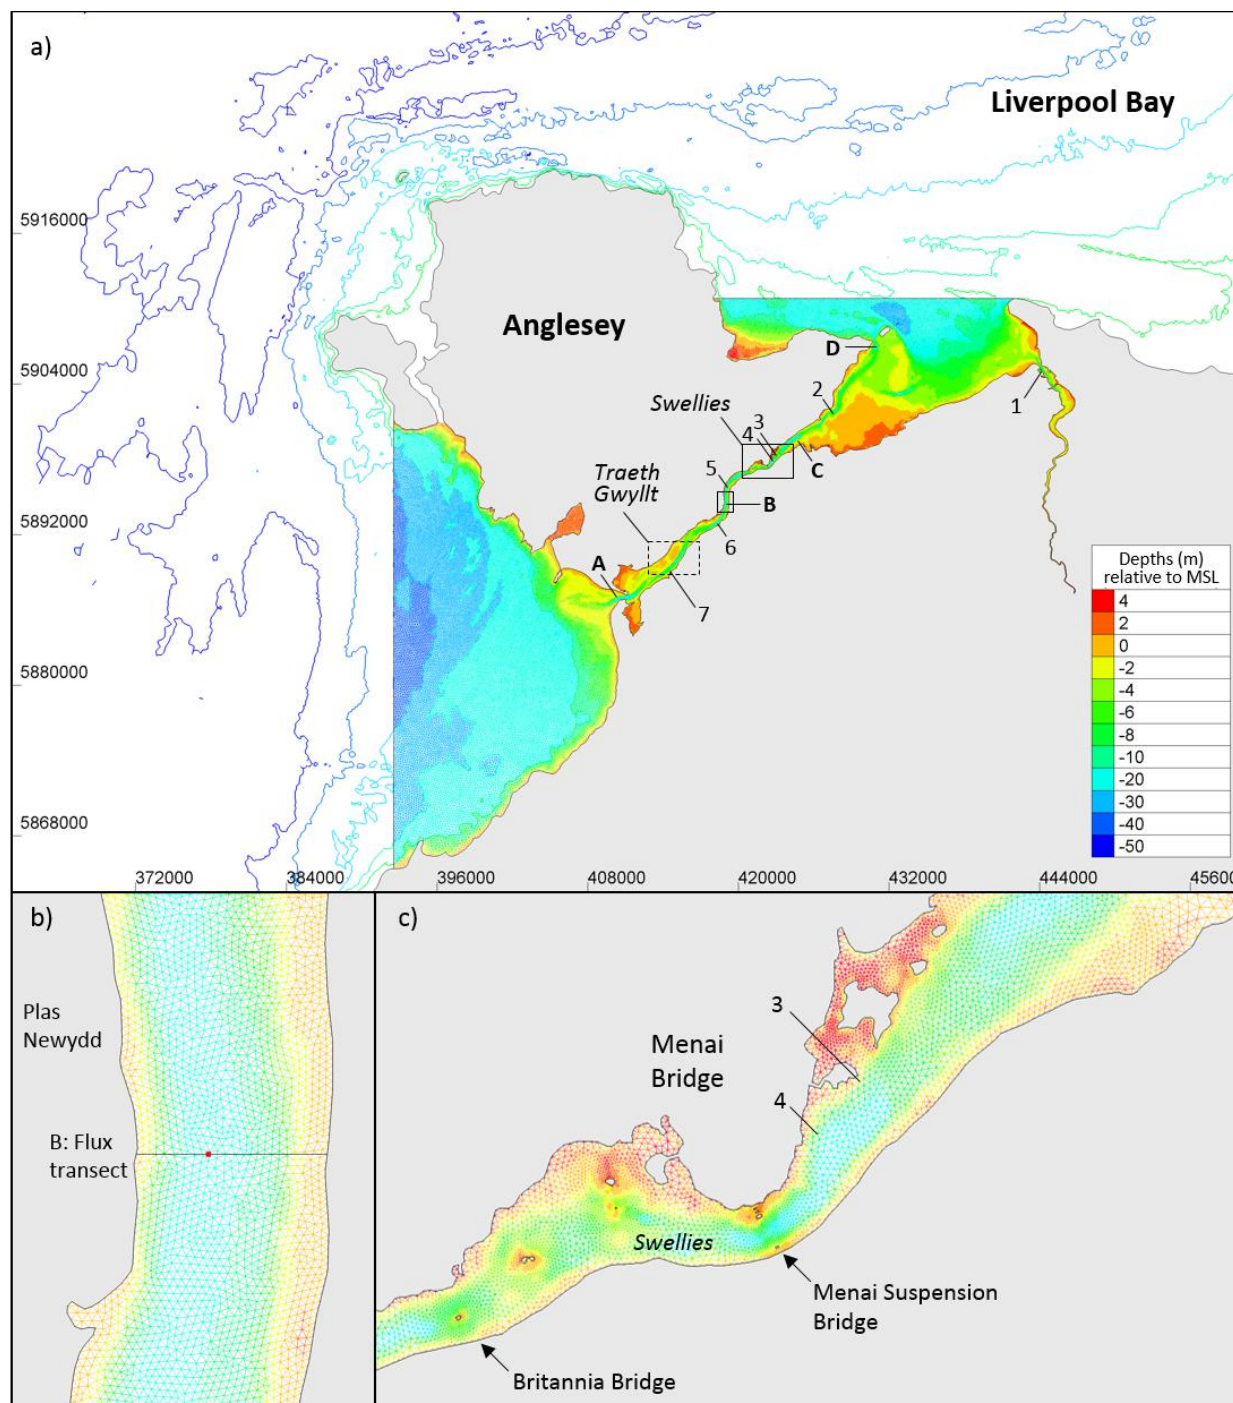 a)
Liverpool Bay
5916000
Anglesey
5904000
D
2
1
Swellies
3
4
C
Traeth
Gwyllt
5
B
5892000
6
A
7
Depths (m)
relative to MSL
4
2
0
-2
-4
-6
-8
-10
-20
-30
-40
-50
5880000
5868000
372000 384000 396000 408000 420000 432000 444000 45600
b)
Plas
Newydd
B: Flux
transect
c)
3
Menai
Bridge
4
Swellies
Menai Suspension
Bridge
Britannia Bridge